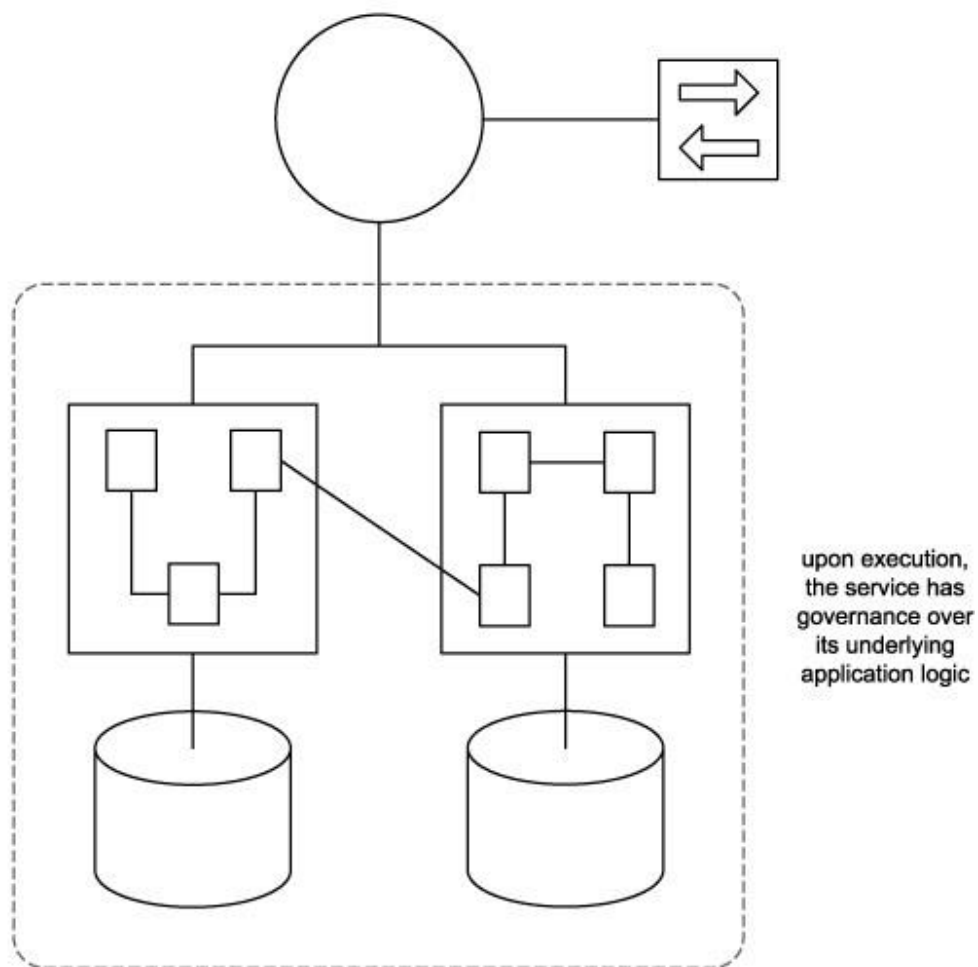 upon execution,
the service has
governance over
its underlying
application logic